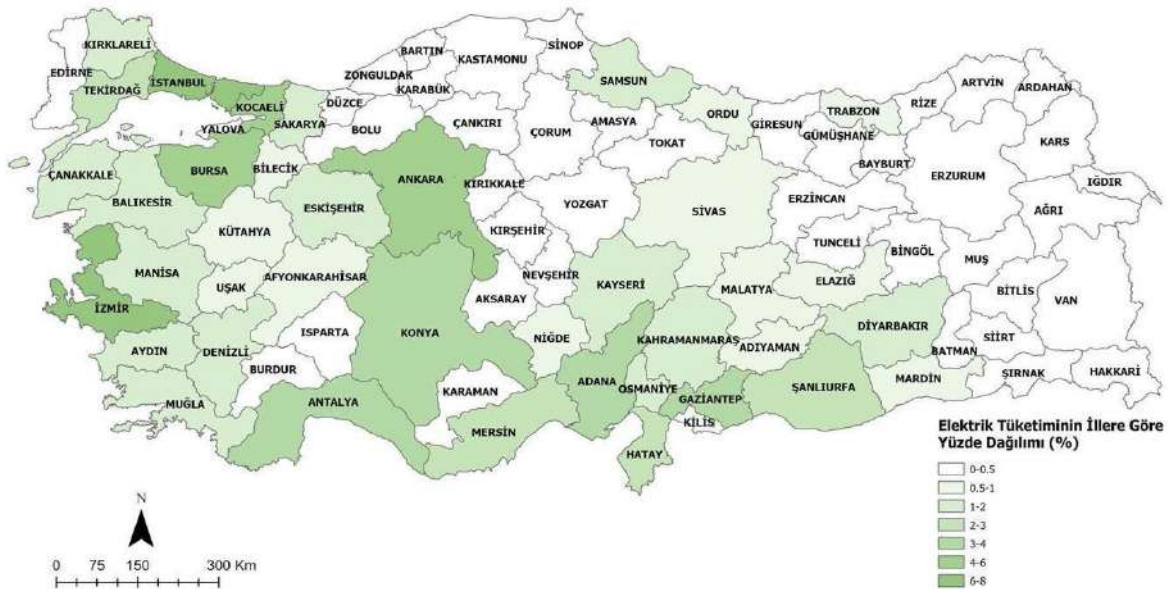 KIRKLARELİ
EDİRNE
TEKİRDAĞ
İSTANBUL
KOCAELİ
YALOVA
SAKARYA
DÜZCE
ZONGULDAK
BARTIN
KARABÜK
KASTAMONU
SİNOP
SAMSUN
ORDU
GİRESUN
TRABZON
RİZE
ARTVİN
ARDAHAN
BOLU
ÇANKIRI
ÇORUM
AMASYA
TOKAT
GÜMÜŞHANE
BAYBURT
ERZURUM
KARS
IĞDIR
AĞRI
ÇANAKKALE
BALIKESİR
BURSA
BİLECİK
ESKİŞEHİR
ANKARA
KIRIKKALE
YOZGAT
SİVAS
ERZİNCAN
TUNCELİ
BİNGÖL
MUŞ
BİTLİS
VAN
KÜTAHYA
MANİSA
UŞAK
AFYONKARAHİSAR
KIRŞEHİR
NEVŞEHİR
KAYSERİ
MALATYA
ELAZIĞ
DİYARBAKIR
BATMAN
SİİRT
İZMİR
AYDIN
DENİZLİ
ISPARTA
BURDUR
KONYA
AKSARAY
NİĞDE
KAHRAMANMARAŞ
ADIYAMAN
ŞANLIURFA
MARDİN
ŞIRNAK
HAKKARİ
MUĞLA
ANTALYA
KARAMAN
MERSİN
ADANA
OSMANİYE
GAZİANTEP
KİLİS
HATAY
Elektrik Tüketiminin İllere Göre
Yüzde Dağılımı (%)
0-0.5
0.5-1
1-2
2-3
3-4
4-6
6-8
N
0 75 150 300 Km